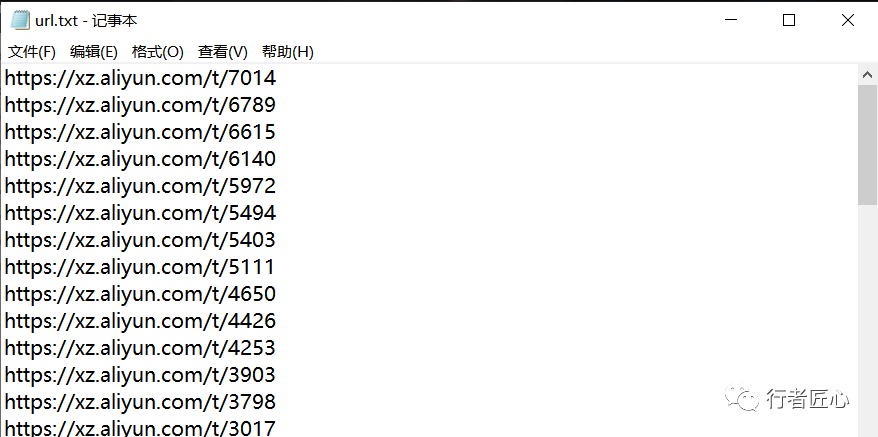 url.txt - 记事本
文件(F) 编辑(E) 格式(O) 查看(V) 帮助(H)
https://xz.aliyun.com/t/7014
https://xz.aliyun.com/t/6789
https://xz.aliyun.com/t/6615
https://xz.aliyun.com/t/6140
https://xz.aliyun.com/t/5972
https://xz.aliyun.com/t/5494
https://xz.aliyun.com/t/5403
https://xz.aliyun.com/t/5111
https://xz.aliyun.com/t/4650
https://xz.aliyun.com/t/4426
https://xz.aliyun.com/t/4253
https://xz.aliyun.com/t/3903
https://xz.aliyun.com/t/3798
https://xz.aliyun.com/t/3017
行者匠心